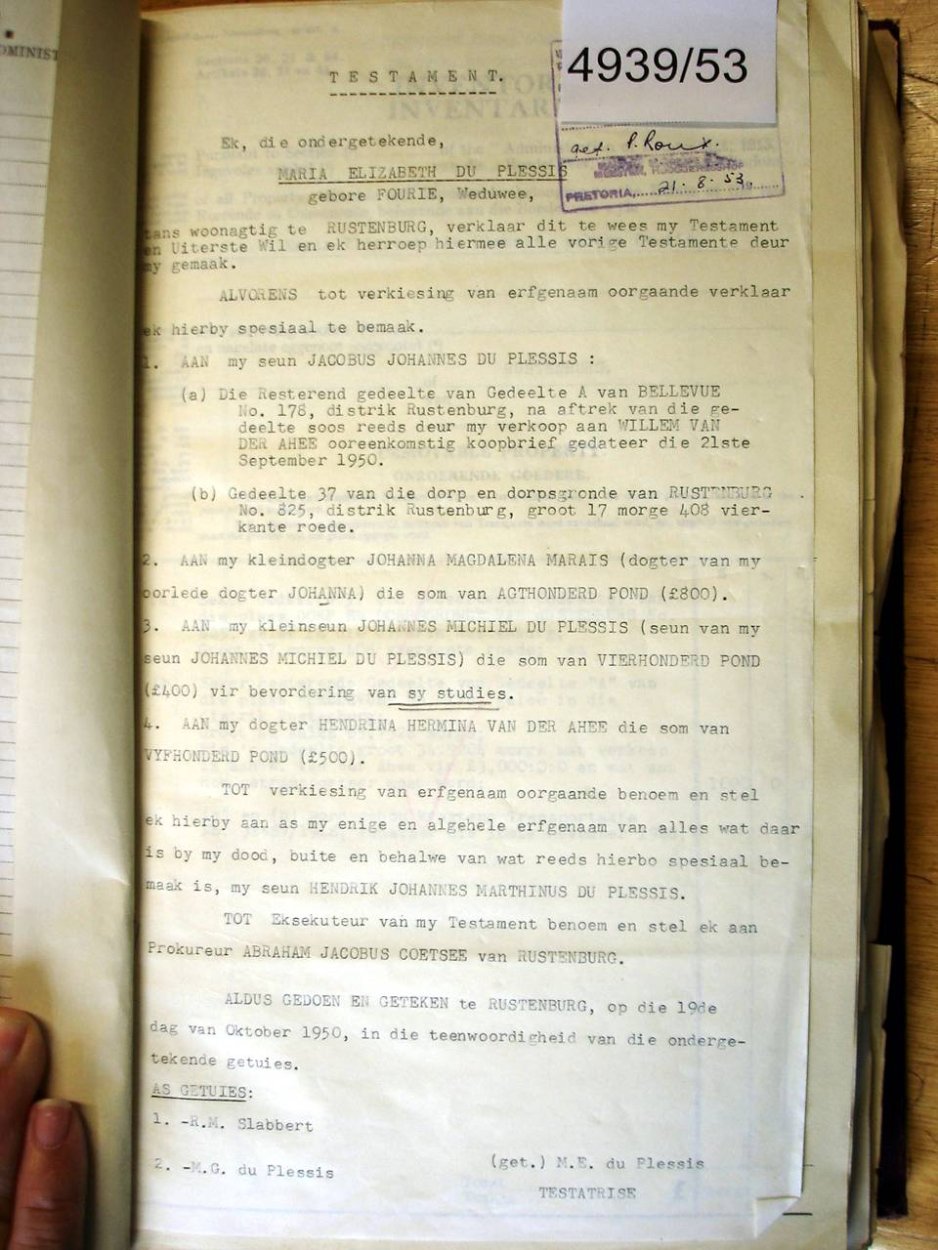 DMINIST
4939/53
TESTAMENT.
get. P. Roux.
PRETORIA, 21·8·53.
Ek, die ondergetekende,
MARIA ELIZABETH DU PLESSIS
gebore FOURIE, Weduwee,
tans woonagtig te RUSTENBURG, verklaar dit te wees my Testament
en Uiterste Wil en ek herroep hiermee alle vorige Testamente deur
my gemaak.
ALVORENS tot verkiesing van erfgenaam oorgaande verklaar
ek hierby spesiaal te bemaak.
1. AAN my seun JACOBUS JOHANNES DU PLESSIS :
(a) Die Resterend gedeelte van Gedeelte A van BELLEVUE
No. 178, distrik Rustenburg, na aftrek van die ge-
deelte soos reeds deur my verkoop aan WILLEM VAN
DER AHEE ooreenkomstig koopbrief gedateer die 21ste
September 1950.
(b) Gedeelte 37 van die dorp en dorpsgronde van RUSTENBURG
No. 825, distrik Rustenburg, groot 17 morge 408 vier-
kante roede.
2. AAN my kleindogter JOHANNA MAGDALENA MARAIS (dogter van my
oorlede dogter JOHANNA) die som van AGTHONDERD POND (£800).
3. AAN my kleinseun JOHANNES MICHIEL DU PLESSIS (seun van my
seun JOHANNES MICHIEL DU PLESSIS) die som van VIERHONDERD POND
(£400) vir bevordering van sy studies.
4. AAN my dogter HENDRINA HERMINA VAN DER AHEE die som van
VYFHONDERD POND (£500).
TOT verkiesing van erfgenaam oorgaande benoem en stel
ek hierby aan as my enige en algehele erfgenaam van alles wat daar
is by my dood, buite en behalwe van wat reeds hierbo spesiaal be-
maak is, my seun HENDRIK JOHANNES MARTHINUS DU PLESSIS.
TOT Eksekuteur van my Testament benoem en stel ek aan
Prokureur ABRAHAM JACOBUS COETSEE van RUSTENBURG.
ALDUS GEDOEN EN GETEKEN te RUSTENBURG, op die 19de
dag van Oktober 1950, in die teenwoordigheid van die onderge-
tekende getuies.
AS GETUIES:
1. -R.M. Slabbert
2. -M.G. du Plessis
(get.) M.E. du Plessis
TESTATRISE